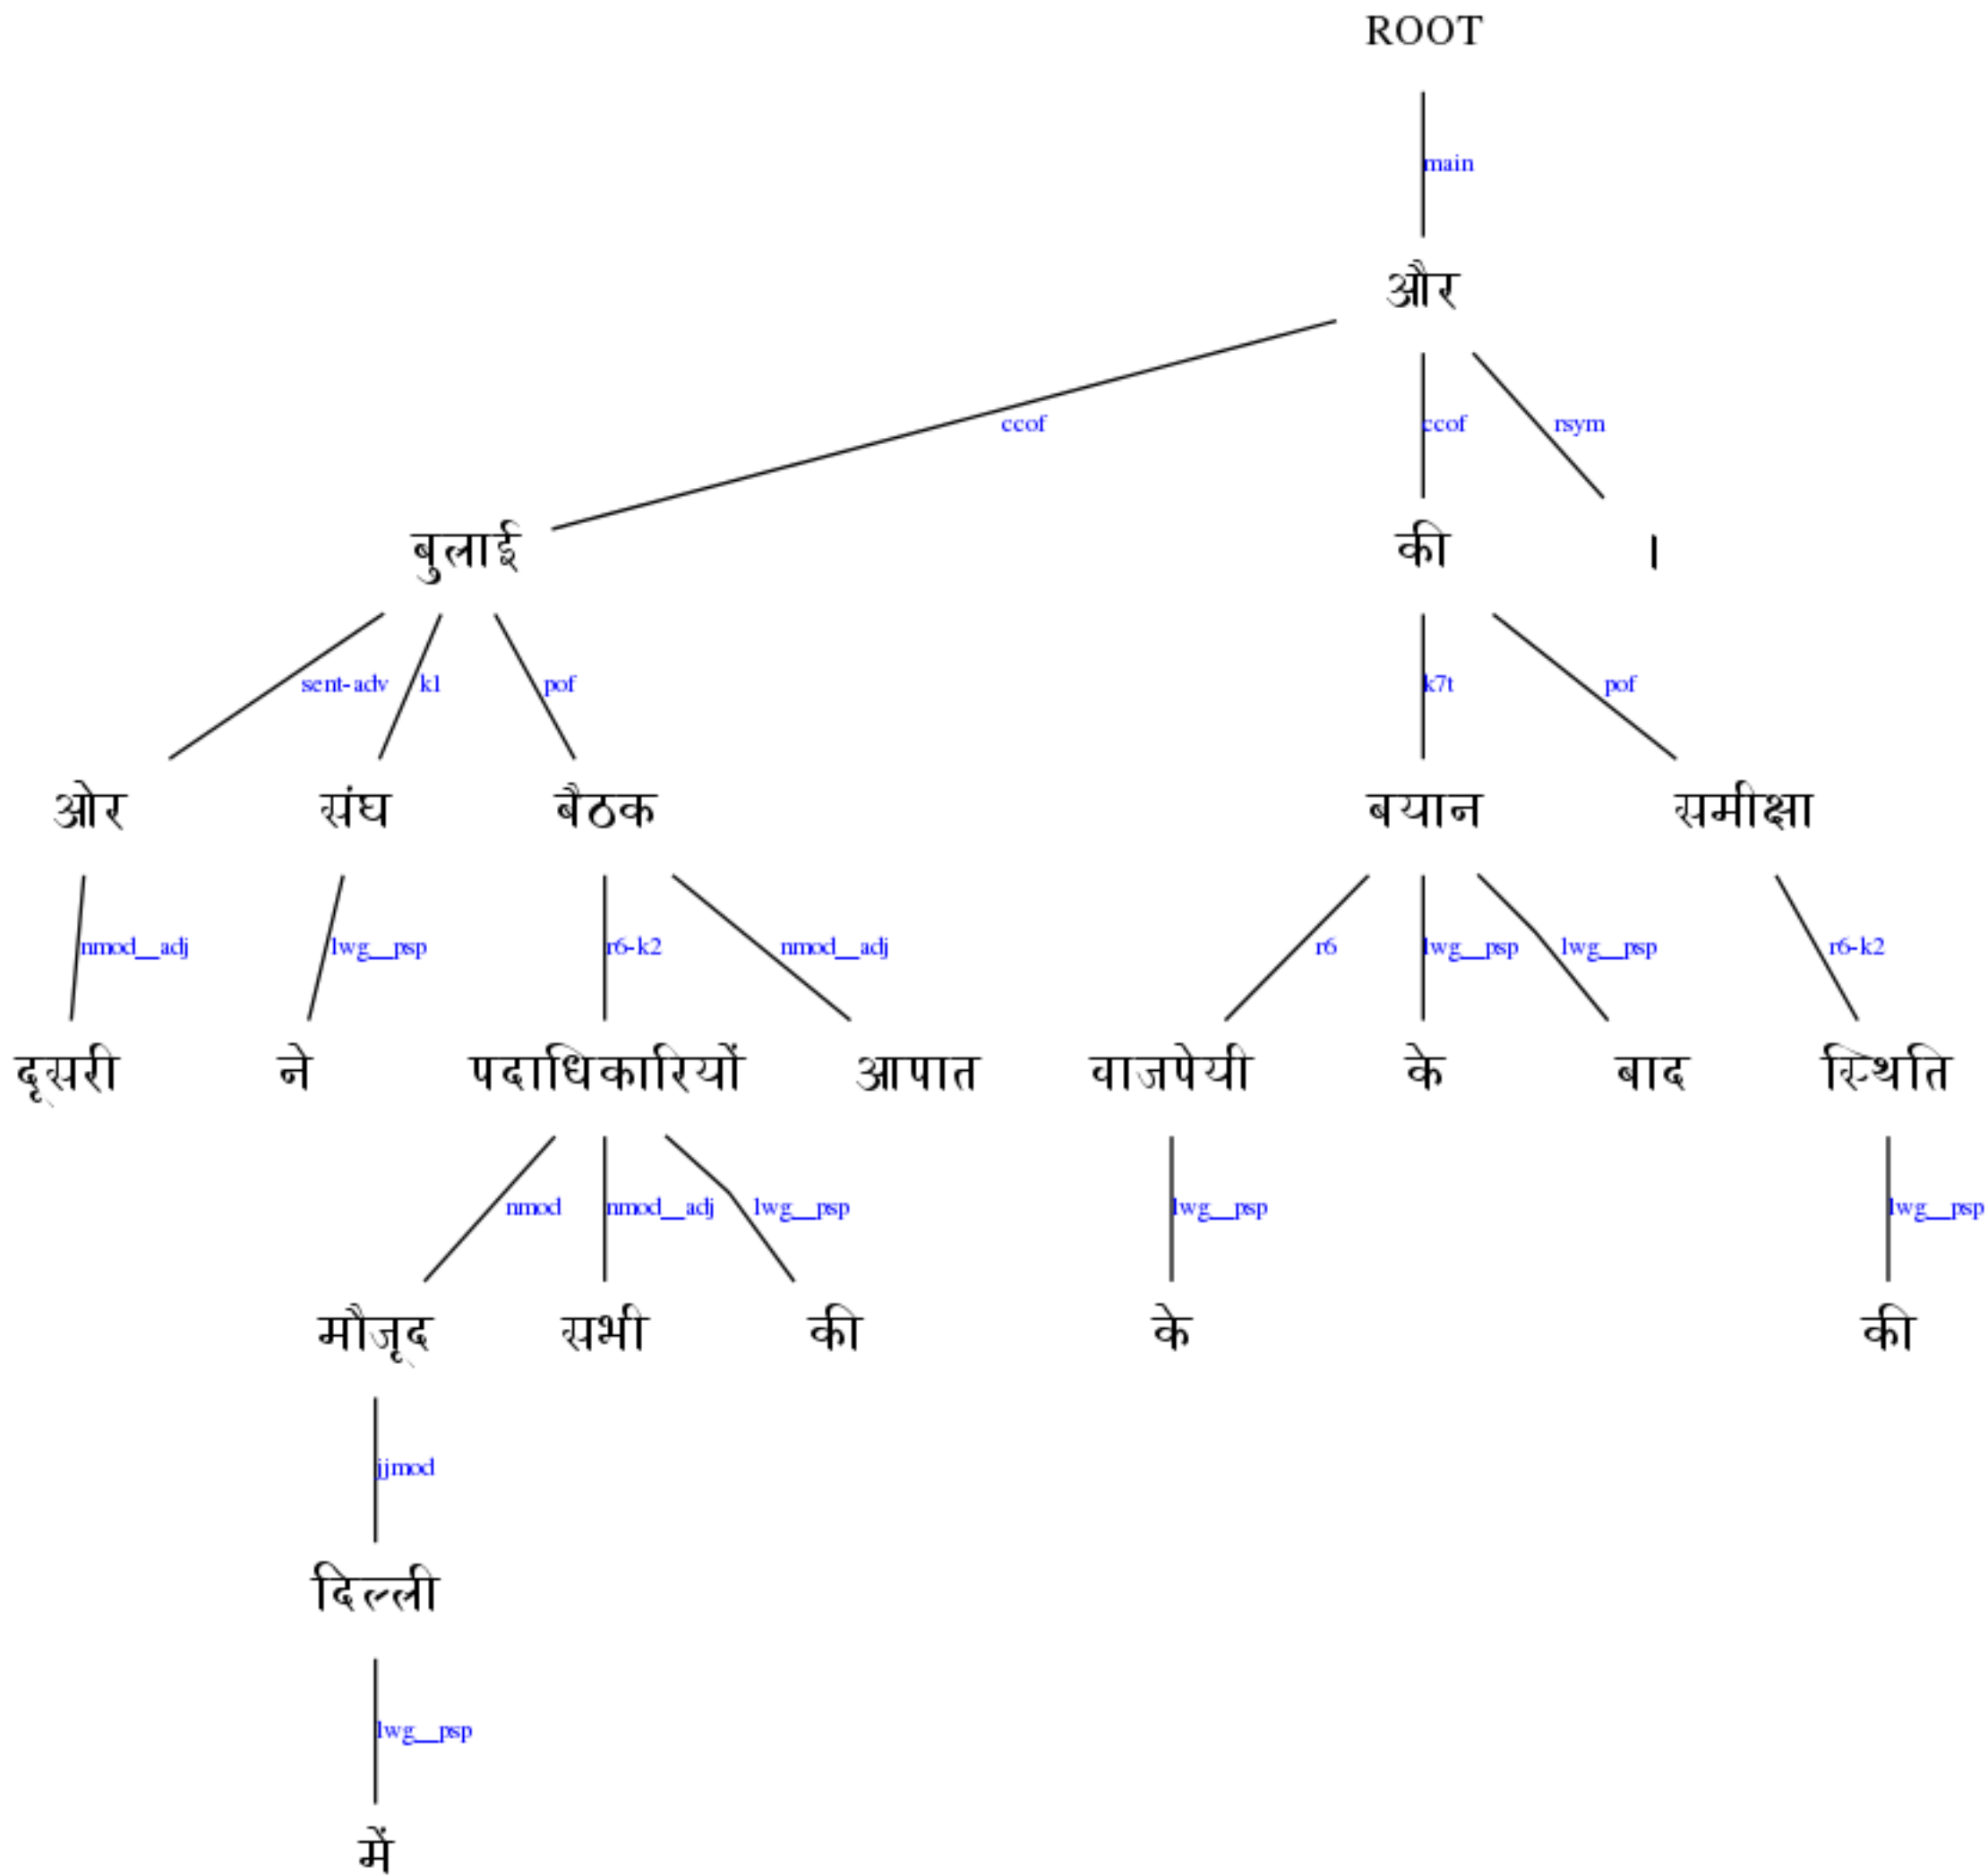 ROOT
main
और
ccof ccof rsym
बुलाई की ।
sent-adv k1 pof k7t pof
ओर संघ बैठक बयान समीक्षा
nmod__adj lwg__psp r6-k2 nmod__adj r6 lwg__psp lwg__psp r6-k2
दूसरी ने पदाधिकारियों आपात वाजपेयी के बाद स्थिति
nmod nmod__adj lwg__psp lwg__psp lwg__psp
मौजूद सभी की के की
jjmod
दिल्ली
lwg__psp
में